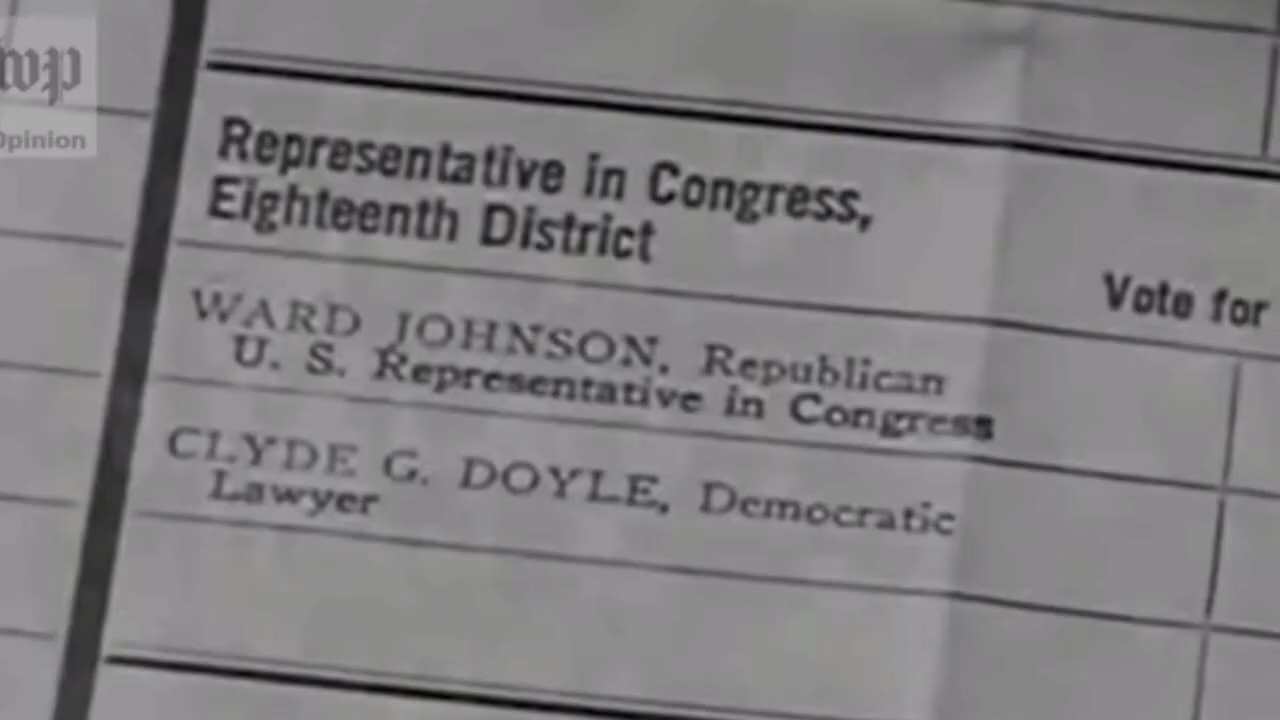 wp
Opinion
Representative in Congress,
Eighteenth District
Vote for
WARD JOHNSON, Republican
U. S. Representative in Congress
CLYDE G. DOYLE, Democratic
Lawyer